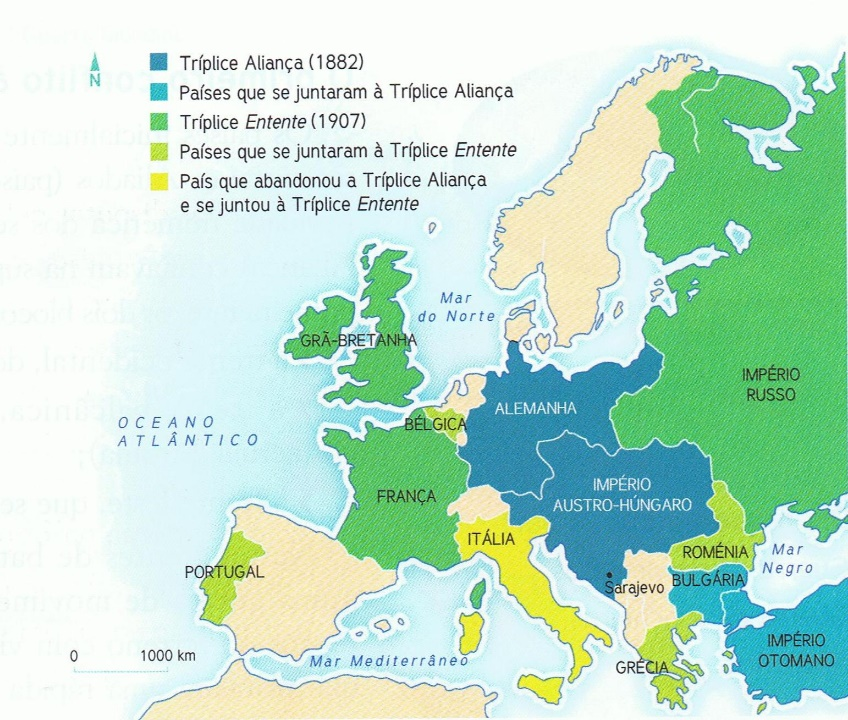 N
Tríplice Aliança (1882)
Países que se juntaram à Tríplice Aliança
Tríplice Entente (1907)
Países que se juntaram à Tríplice Entente
País que abandonou a Tríplice Aliança
e se juntou à Tríplice Entente
Mar
do Norte
GRÃ-BRETANHA
IMPÉRIO
RUSSO
OCEANO
ATLÂNTICO
BÉLGICA
ALEMANHA
FRANÇA
IMPÉRIO
AUSTRO-HÚNGARO
ITÁLIA
ROMÉNIA
Mar
Negro
PORTUGAL
Sarajevo
BULGÁRIA
0 1000 km
Mar Mediterrâneo
GRÉCIA
IMPÉRIO
OTOMANO